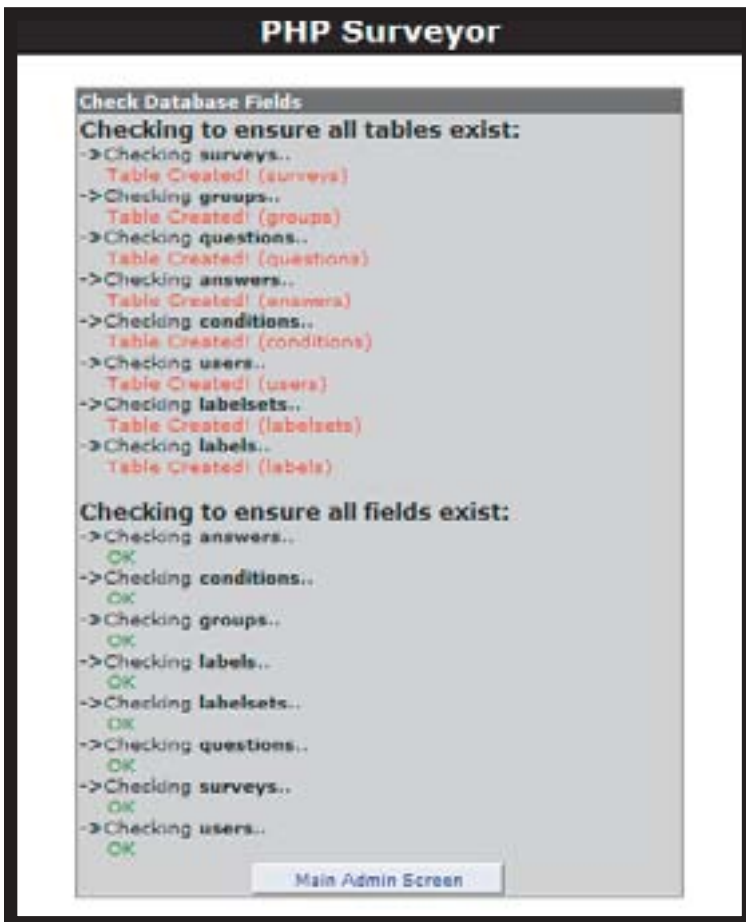 PHP Surveyor
Check Database Fields
Checking to ensure all tables exist:
->Checking surveys..
Table Created! (surveys)
->Checking groups..
Table Created! (groups)
->Checking questions..
Table Created! (questions)
->Checking answers..
Table Created! (answers)
->Checking conditions..
Table Created! (conditions)
->Checking users..
Table Created! (users)
->Checking labelsets..
Table Created! (labelsets)
->Checking labels..
Table Created! (labels)
Checking to ensure all fields exist:
->Checking answers..
OK
->Checking conditions..
OK
->Checking groups..
OK
->Checking labels..
OK
->Checking labelsets..
OK
->Checking questions..
OK
->Checking surveys..
OK
->Checking users..
OK
Main Admin Screen